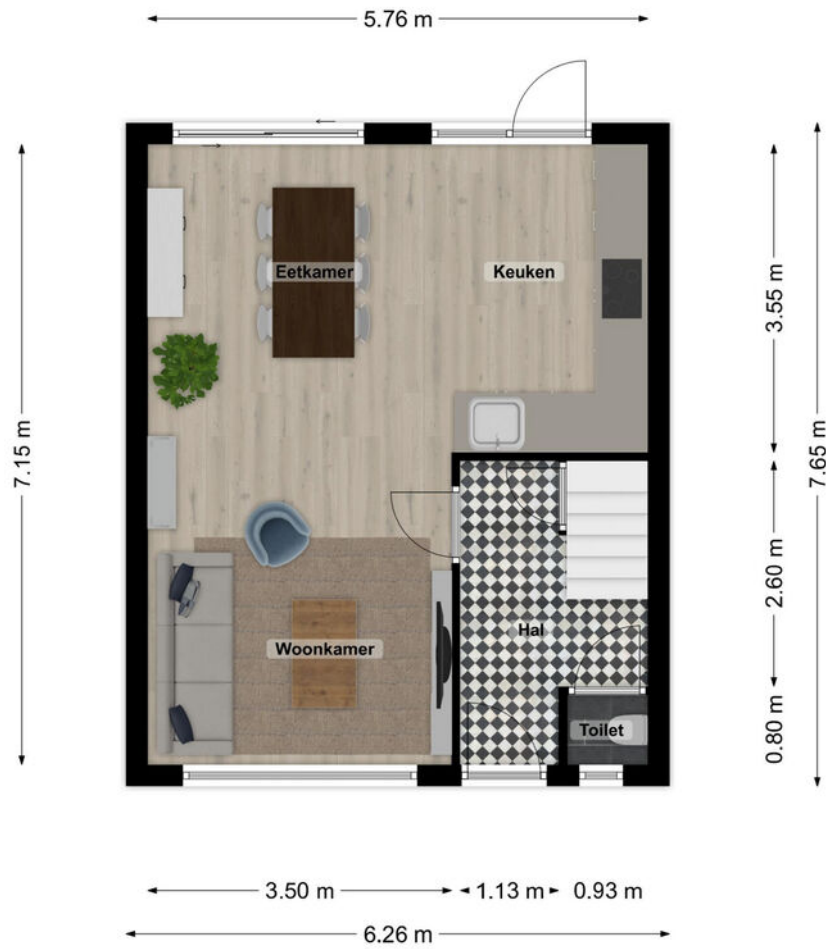 5.76 m
Eetkamer
Keuken
3.55 m
7.15 m
7.65 m
2.60 m
Hal
Woonkamer
Toilet
0.80 m
3.50 m
1.13 m
0.93 m
6.26 m